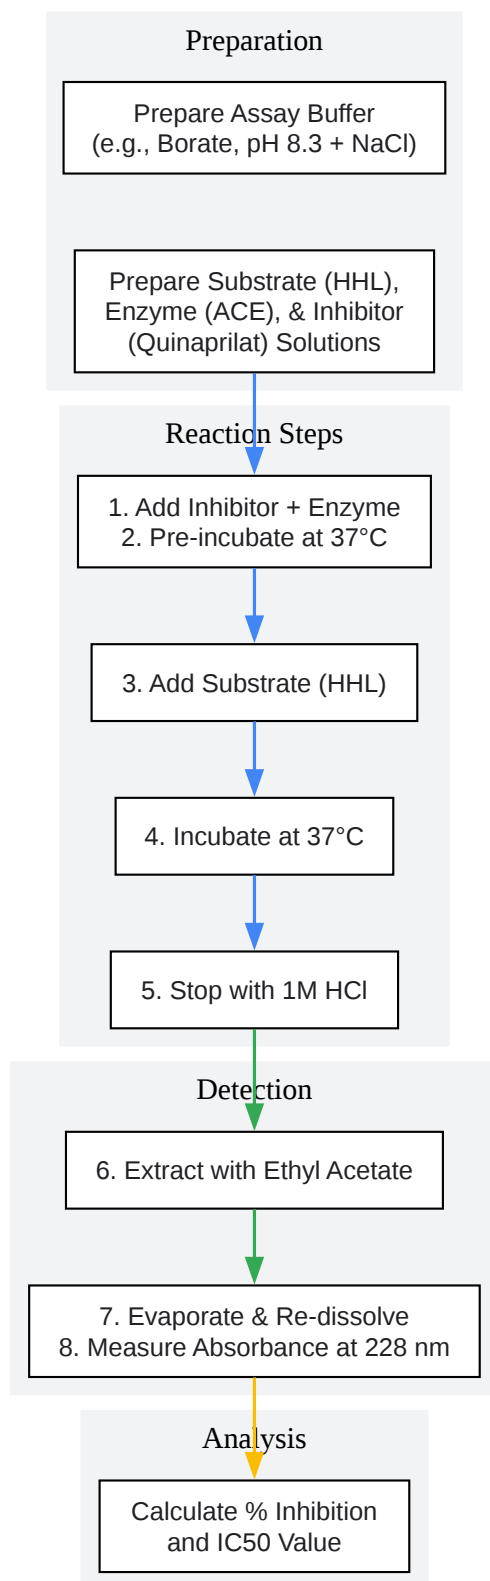 Preparation
Prepare Assay Buffer
(e.g., Borate, pH 8.3 + NaCl)
Prepare Substrate (HHL),
Enzyme (ACE), & Inhibitor
(Quinaprilat) Solutions
Reaction Steps
1. Add Inhibitor + Enzyme
2. Pre-incubate at 37°C
3. Add Substrate (HHL)
4. Incubate at 37°C
5. Stop with 1M HCl
Detection
6. Extract with Ethyl Acetate
7. Evaporate & Re-dissolve
8. Measure Absorbance at 228 nm
Analysis
Calculate % Inhibition
and IC50 Value